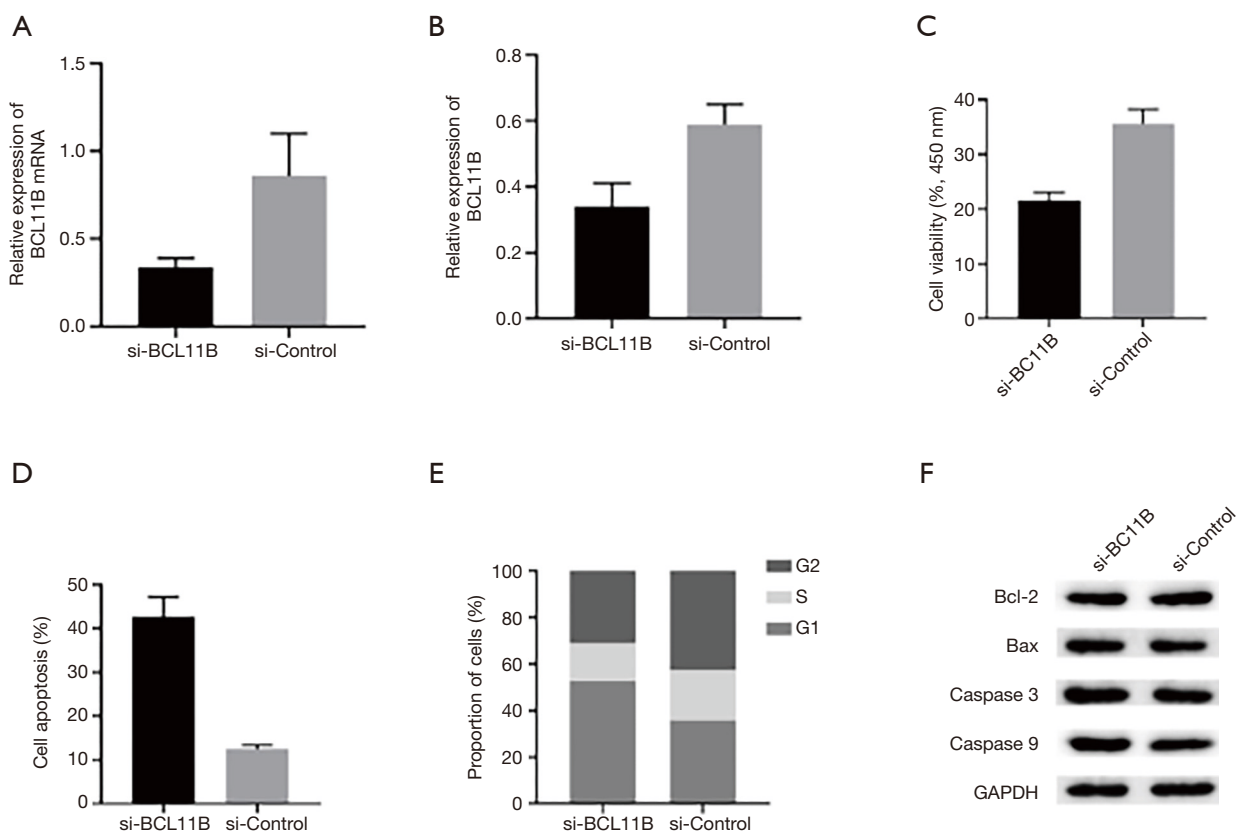 A
Relative expression of
BCL11B mRNA
1.5
1.0
0.5
0.0
si-BCL11B
si-Control
B
Relative expression of
BCL11B
0.8
0.6
0.4
0.2
0.0
si-BCL11B
si-Control
C
Cell viability (%, 450 nm)
40
30
20
10
0
si-BC11B
si-Control
D
Cell apoptosis (%)
50
40
30
20
10
0
si-BCL11B
si-Control
E
Proportion of cells (%)
100
80
60
40
20
0
si-BCL11B
si-Control
G2
S
G1
F
si-BC11B
si-Control
Bcl-2
Bax
Caspase 3
Caspase 9
GAPDH